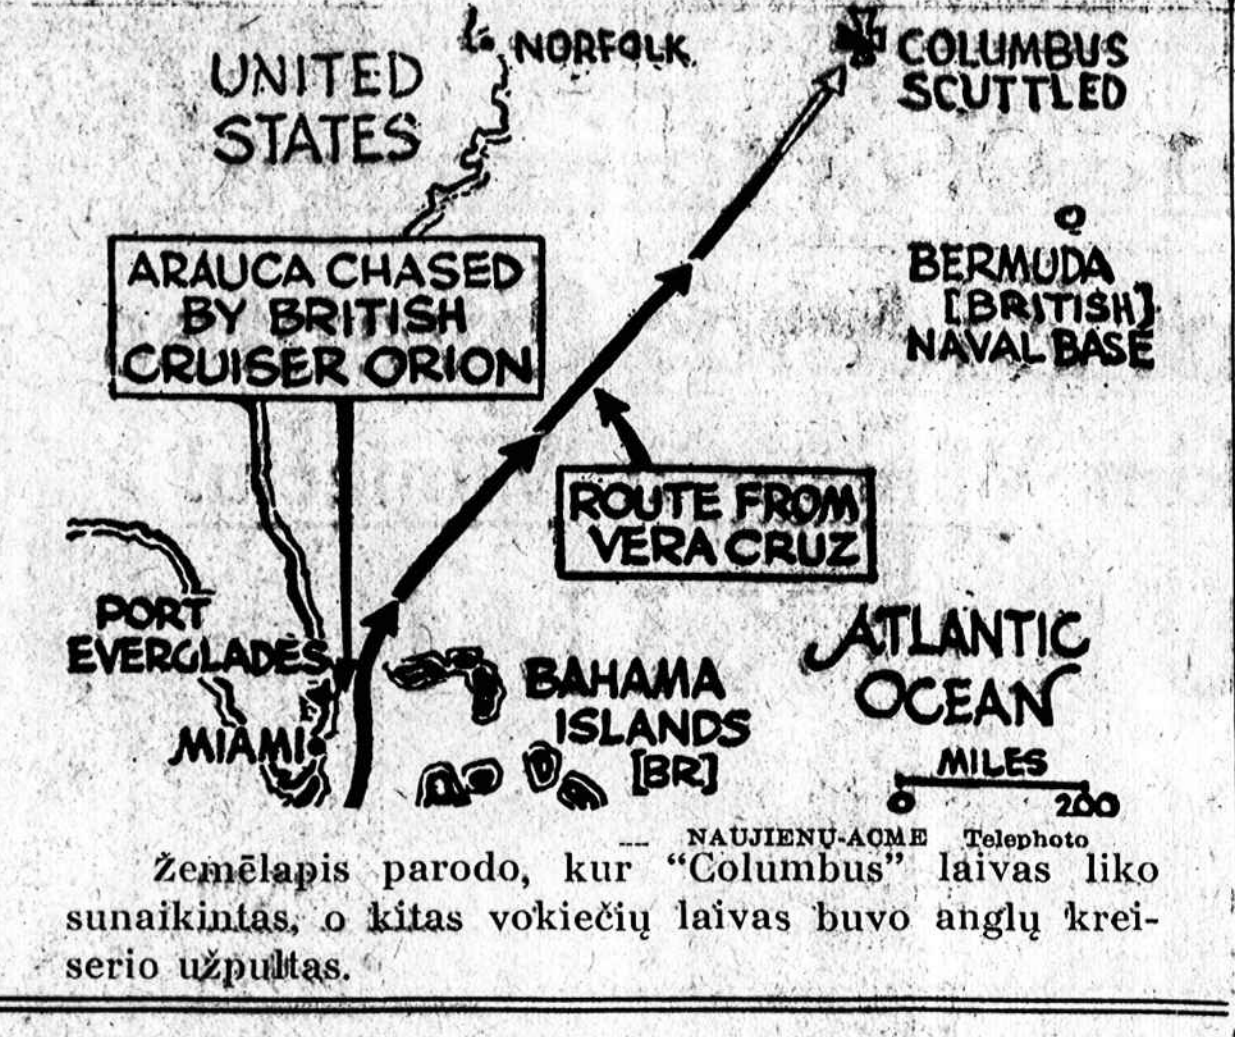 NORFOLK
UNITED
STATES
COLUMBUS
SCUTTLED
ARAUCA CHASED
BY BRITISH
CRUISER ORION
BERMUDA
[BRITISH]
NAVAL BASE
ROUTE FROM
VERA CRUZ
PORT
EVERGLADES
MIAMI
BAHAMA
ISLANDS
[BR]
ATLANTIC
OCEAN
MILES
0 200
— NAUJIENŲ-ACME Telephoto
Žemēlapis parodo, kur “Columbus” laivas liko
sunaikintas, o kitas vokiečių laivas buvo anglų krei-
serio užpultas.